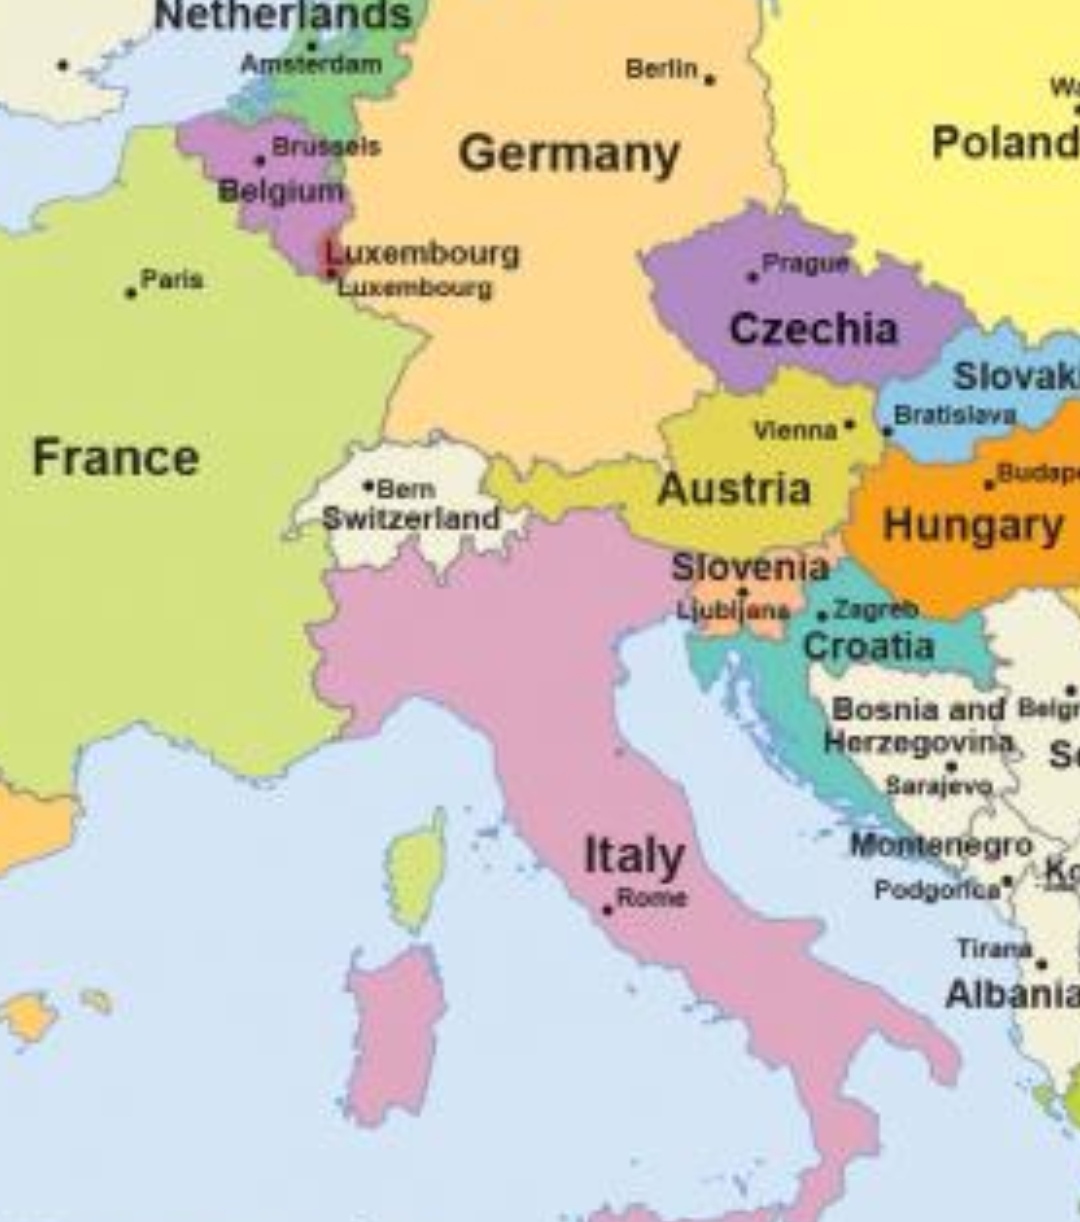 Netherlands
Amsterdam
Berlin
Wa
Poland
Germany
Brussels
Belgium
Luxembourg
Luxembourg
Paris
Prague
Czechia
Slovaki
Bratislava
Vienna
France
Budape
Bern
Switzerland
Austria
Hungary
Slovenia
Ljubljana
Zagreb
Croatia
Bosnia and
Herzegovina
Belgr
Se
Sarajevo
Montenegro
Italy
Ko
Podgorica
Rome
Tirana
Albania